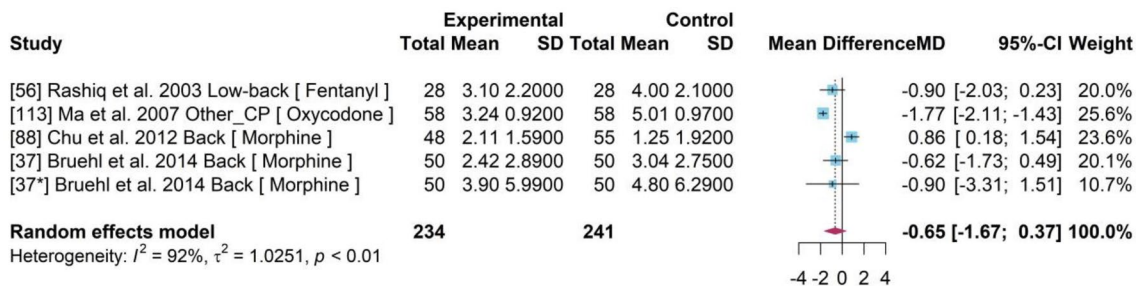 Experimental Control
Study Total Mean SD Total Mean SD Mean DifferenceMD 95%-CI Weight
[56] Rashiq et al. 2003 Low-back [ Fentanyl ] 28 3.10 2.2000 28 4.00 2.1000 -0.90 [-2.03; 0.23] 20.0%
[113] Ma et al. 2007 Other_CP [ Oxycodone ] 58 3.24 0.9200 58 5.01 0.9700 -1.77 [-2.11; -1.43] 25.6%
[88] Chu et al. 2012 Back [ Morphine ] 48 2.11 1.5900 55 1.25 1.9200 0.86 [ 0.18; 1.54] 23.6%
[37] Bruehl et al. 2014 Back [ Morphine ] 50 2.42 2.8900 50 3.04 2.7500 -0.62 [-1.73; 0.49] 20.1%
[37*] Bruehl et al. 2014 Back [ Morphine ] 50 3.90 5.9900 50 4.80 6.2900 -0.90 [-3.31; 1.51] 10.7%
Random effects model 234 241 -0.65 [-1.67; 0.37] 100.0%
Heterogeneity: I² = 92%, τ² = 1.0251, p < 0.01
-4 -2 0 2 4